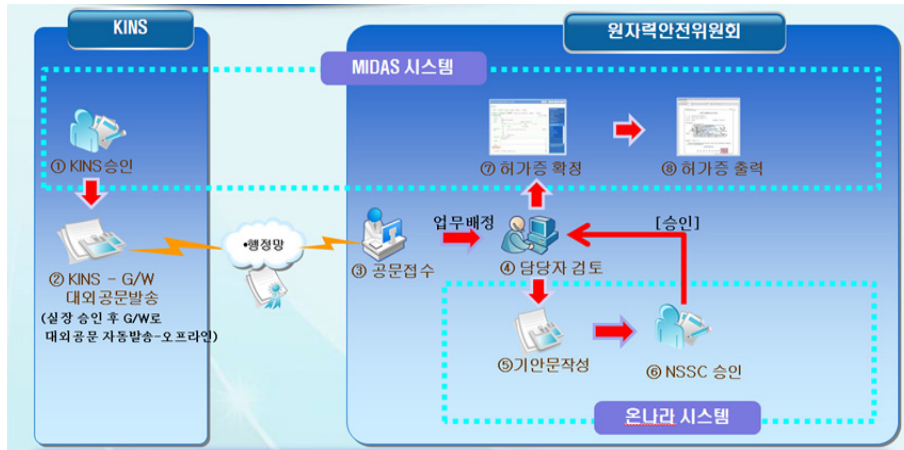 KINS
원자력안전위원회
MIDAS 시스템
① KINS승인
⑦ 허가증 확정
⑧ 허가증 출력
•행정망
업무배정
[승인]
③ 공문접수
④ 담당자 검토
② KINS - G/W
대외공문발송
(실장 승인 후 G/W로
대외공문 자동발송-오프라인)
⑤기안문작성
⑥ NSSC 승인
온나라 시스템